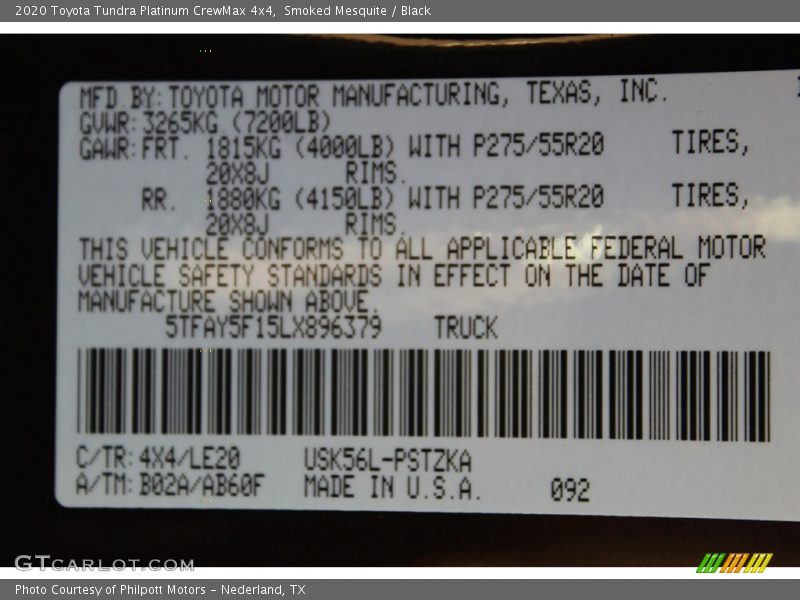 2020 Toyota Tundra Platinum CrewMax 4x4, Smoked Mesquite / Black
MFD BY: TOYOTA MOTOR MANUFACTURING, TEXAS, INC.
GVWR: 3265KG (7200LB)
GAWR: FRT. 1815KG (4000LB) WITH P275/55R20 TIRES,
20X8J RIMS.
RR. 1880KG (4150LB) WITH P275/55R20 TIRES,
20X8J RIMS.
THIS VEHICLE CONFORMS TO ALL APPLICABLE FEDERAL MOTOR
VEHICLE SAFETY STANDARDS IN EFFECT ON THE DATE OF
MANUFACTURE SHOWN ABOVE.
5TFAY5F15LX896379 TRUCK
C/TR: 4X4/LE20 USK56L-PSTZKA
A/TM: B02A/AB60F MADE IN U.S.A. 092
GTCARLOT.COM
Photo Courtesy of Philpott Motors - Nederland, TX